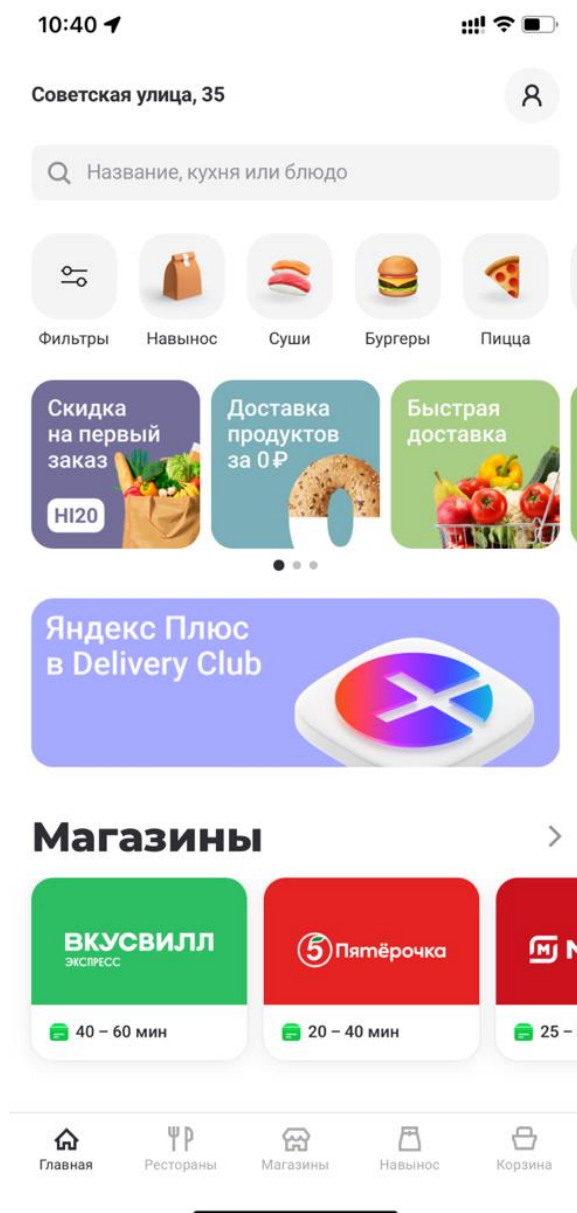 10:40
Советская улица, 35
Название, кухня или блюдо
Фильтры
Навынос
Суши
Бургеры
Пицца
Скидка
на первый
заказ
HI20
Доставка
продуктов
за 0 ₽
Быстрая
доставка
Яндекс Плюс
в Delivery Club
Магазины
ВКУСВИЛЛ
ЭКСПРЕСС
5 Пятёрочка
М
40 – 60 мин
20 – 40 мин
25 –
Главная
Рестораны
Магазины
Навынос
Корзина